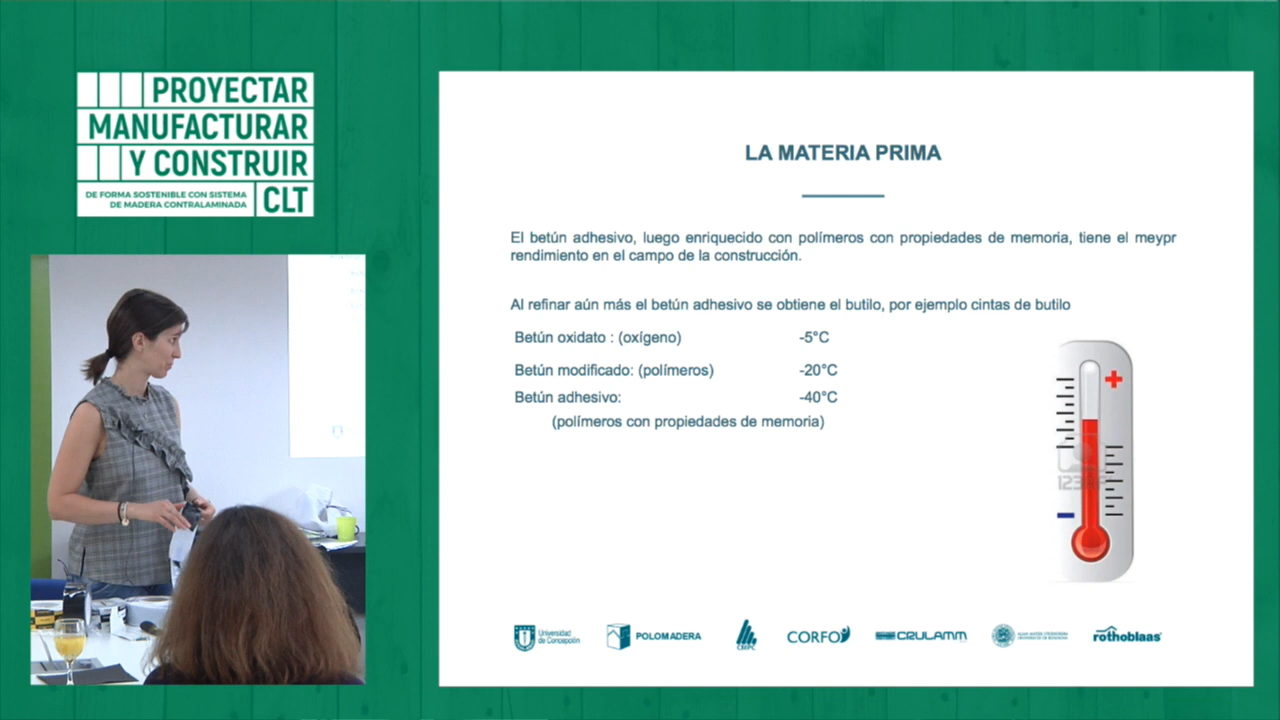 PROYECTAR
MANUFACTURAR
Y CONSTRUIR
DE FORMA SOSTENIBLE CON SISTEMA
DE MADERA CONTRALAMINADA
CLT
LA MATERIA PRIMA
El betún adhesivo, luego enriquecido con polímeros con propiedades de memoria, tiene el meypr
rendimiento en el campo de la construcción.
Al refinar aún más el betún adhesivo se obtiene el butilo, por ejemplo cintas de butilo
Betún oxidato : (oxígeno) -5°C
Betún modificado: (polímeros) -20°C
Betún adhesivo: -40°C
(polímeros con propiedades de memoria)
Universidad
de Concepción
POLOMADERA
CMPC
CORFO
CRULAMM
rothoblaas